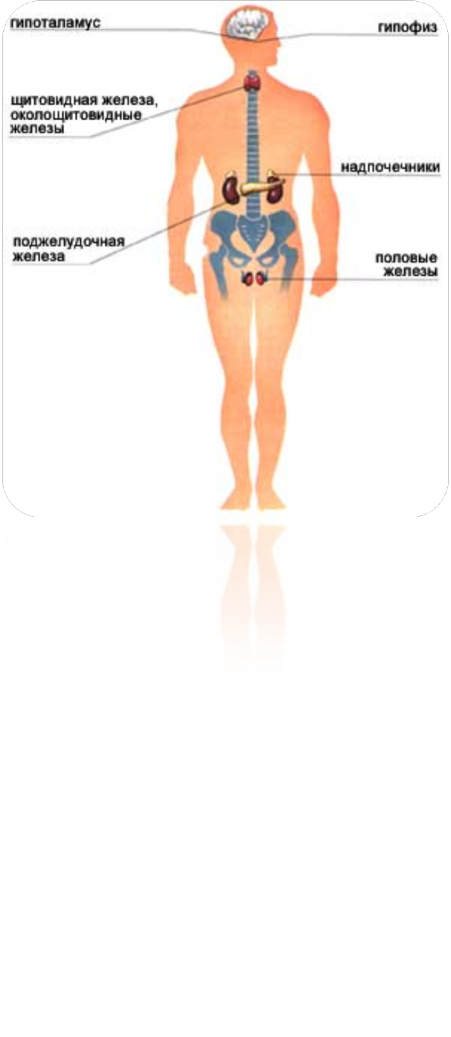 гипоталамус
гипофиз
щитовидная железа,
околощитовидные
железы
надпочечники
поджелудочная
железа
половые
железы